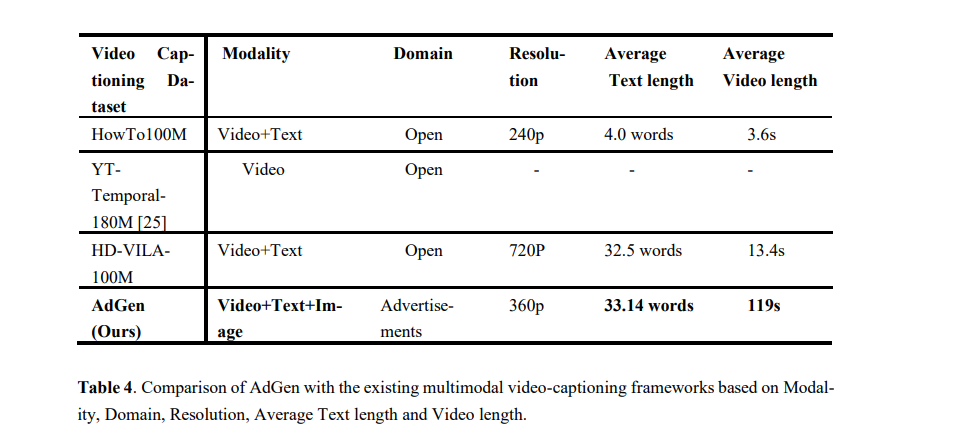 Video Cap- Modality Domain Resolu- Average Average
tioning Da- tion Text length Video length
taset
HowTo100M Video+Text Open 240p 4.0 words 3.6s
YT- Video Open - - -
Temporal-
180M [25]
HD-VILA- Video+Text Open 720P 32.5 words 13.4s
100M
AdGen Video+Text+Im- Advertise- 360p 33.14 words 119s
(Ours) age ments
Table 4. Comparison of AdGen with the existing multimodal video-captioning frameworks based on Modal-
ity, Domain, Resolution, Average Text length and Video length.